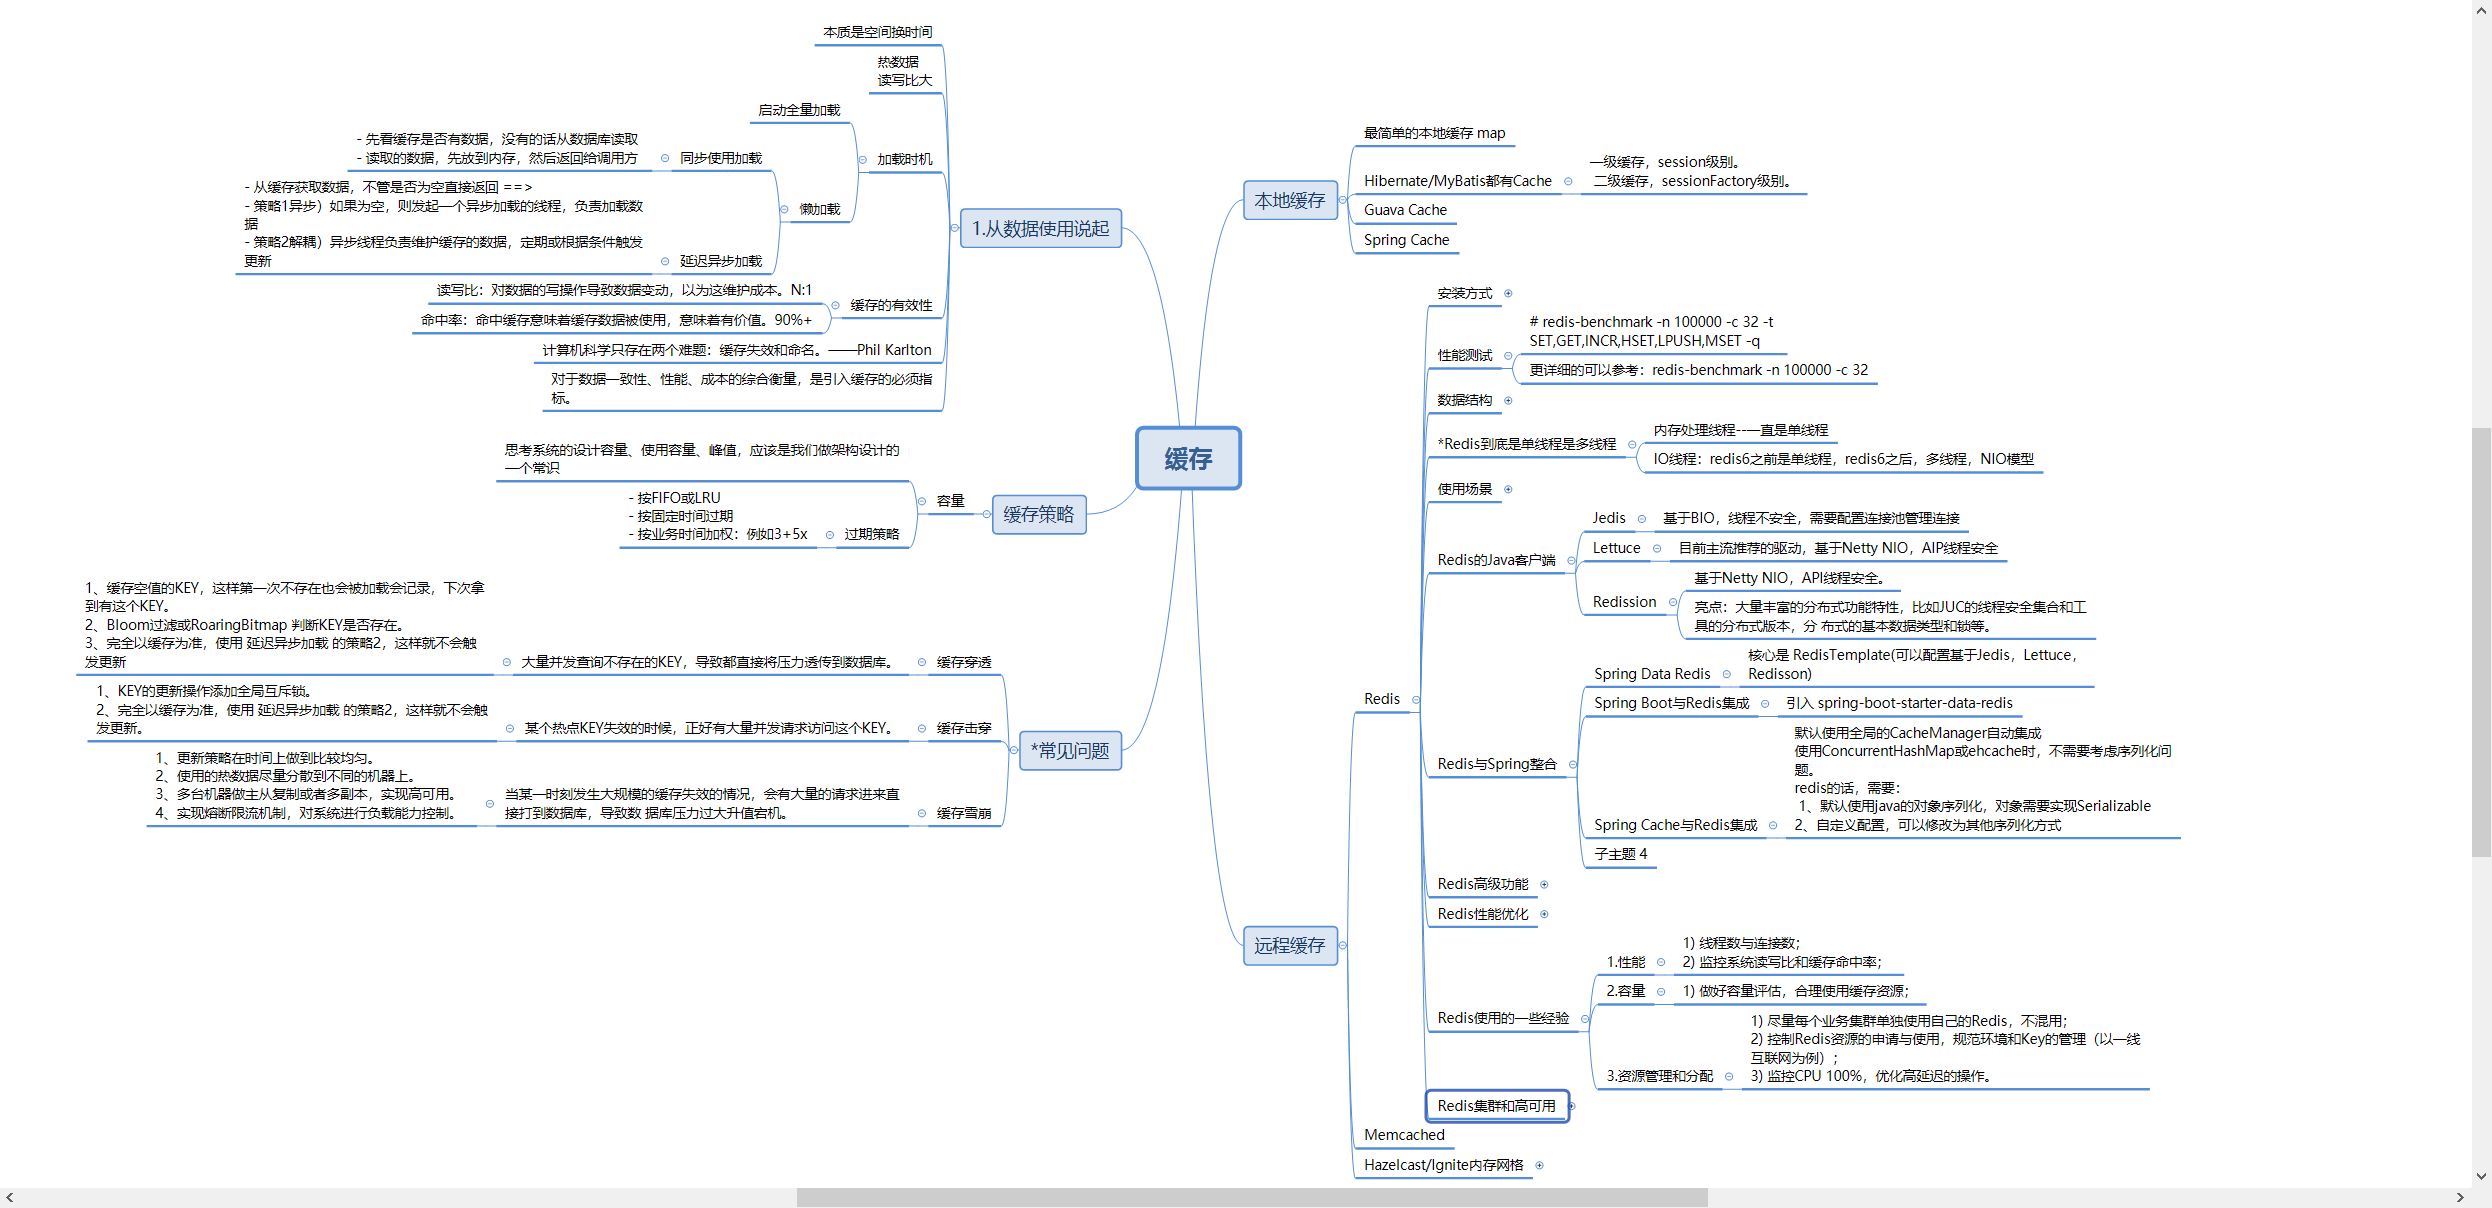 缓存
1.从数据使用说起
本质是空间换时间
热数据
读写比大
加载时机
启动全量加载
懒加载
同步使用加载
- 先看缓存是否有数据，没有的话从数据库读取
- 读取的数据，先放到内存，然后返回给调用方
延迟异步加载
- 从缓存获取数据，不管是否为空直接返回 ==>
- 策略1异步）如果为空，则发起一个异步加载的线程，负责加载数
据
- 策略2解耦）异步线程负责维护缓存的数据，定期或根据条件触发
更新
缓存的有效性
读写比：对数据的写操作导致数据变动，以为这维护成本。N:1
命中率：命中缓存意味着缓存数据被使用，意味着有价值。90%+
计算机科学只存在两个难题：缓存失效和命名。——Phil Karlton
对于数据一致性、性能、成本的综合衡量，是引入缓存的必须指
标。
缓存策略
容量
思考系统的设计容量、使用容量、峰值，应该是我们做架构设计的
一个常识
过期策略
- 按FIFO或LRU
- 按固定时间过期
- 按业务时间加权：例如3+5x
*常见问题
缓存穿透
大量并发查询不存在的KEY，导致都直接将压力透传到数据库。
1、缓存空值的KEY，这样第一次不存在也会被加载会记录，下次拿
到有这个KEY。
2、Bloom过滤或RoaringBitmap 判断KEY是否存在。
3、完全以缓存为准，使用 延迟异步加载 的策略2，这样就不会触
发更新
缓存击穿
某个热点KEY失效的时候，正好有大量并发请求访问这个KEY。
1、KEY的更新操作添加全局互斥锁。
2、完全以缓存为准，使用 延迟异步加载 的策略2，这样就不会触
发更新。
缓存雪崩
当某一时刻发生大规模的缓存失效的情况，会有大量的请求进来直
接打到数据库，导致数 据库压力过大升值宕机。
1、更新策略在时间上做到比较均匀。
2、使用的热数据尽量分散到不同的机器上。
3、多台机器做主从复制或者多副本，实现高可用。
4、实现熔断限流机制，对系统进行负载能力控制。
本地缓存
最简单的本地缓存 map
Hibernate/MyBatis都有Cache
一级缓存，session级别。
二级缓存，sessionFactory级别。
Guava Cache
Spring Cache
远程缓存
Redis
安装方式
性能测试
# redis-benchmark -n 100000 -c 32 -t
SET,GET,INCR,HSET,LPUSH,MSET -q
更详细的可以参考：redis-benchmark -n 100000 -c 32
数据结构
*Redis到底是单线程是多线程
内存处理线程--—直是单线程
IO线程：redis6之前是单线程，redis6之后，多线程，NIO模型
使用场景
Redis的Java客户端
Jedis
基于BIO，线程不安全，需要配置连接池管理连接
Lettuce
目前主流推荐的驱动，基于Netty NIO，AIP线程安全
Redission
基于Netty NIO，API线程安全。
亮点：大量丰富的分布式功能特性，比如JUC的线程安全集合和工
具的分布式版本，分 布式的基本数据类型和锁等。
Redis与Spring整合
Spring Data Redis
核心是 RedisTemplate(可以配置基于Jedis，Lettuce，
Redisson)
Spring Boot与Redis集成
引入 spring-boot-starter-data-redis
Spring Cache与Redis集成
默认使用全局的CacheManager自动集成
使用ConcurrentHashMap或ehcache时，不需要考虑序列化问
题。
redis的话，需要：
1、默认使用java的对象序列化，对象需要实现Serializable
2、自定义配置，可以修改为其他序列化方式
子主题 4
Redis高级功能
Redis性能优化
Redis使用的一些经验
1.性能
1) 线程数与连接数；
2) 监控系统读写比和缓存命中率；
2.容量
1) 做好容量评估，合理使用缓存资源；
3.资源管理和分配
1) 尽量每个业务集群单独使用自己的Redis，不混用；
2) 控制Redis资源的申请与使用，规范环境和Key的管理（以一线
互联网为例）；
3) 监控CPU 100%，优化高延迟的操作。
Redis集群和高可用
Memcached
Hazelcast/Ignite内存网格